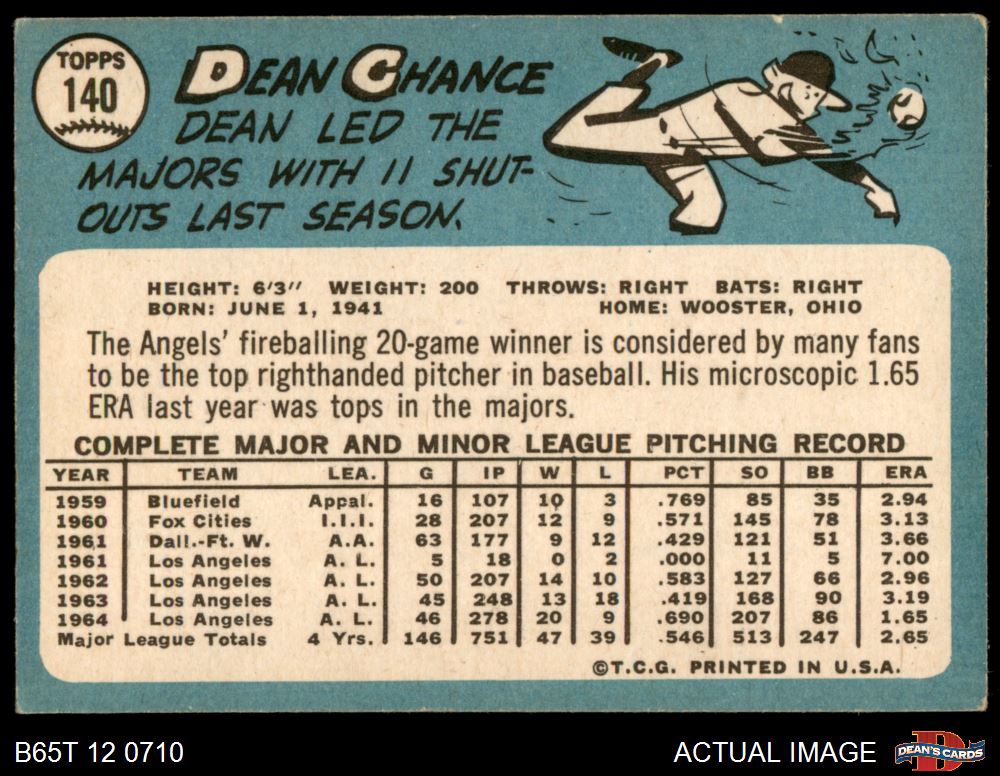 TOPPS
140
DEAN CHANCE
DEAN LED THE
MAJORS WITH 11 SHUT-
OUTS LAST SEASON.
HEIGHT: 6'3" WEIGHT: 200 THROWS: RIGHT BATS: RIGHT
BORN: JUNE 1, 1941 HOME: WOOSTER, OHIO
The Angels' fireballing 20-game winner is considered by many fans
to be the top righthanded pitcher in baseball. His microscopic 1.65
ERA last year was tops in the majors.
COMPLETE MAJOR AND MINOR LEAGUE PITCHING RECORD
YEAR TEAM LEA. G IP W L PCT SO BB ERA
1959 Bluefield Appal. 16 107 10 3 .769 85 35 2.94
1960 Fox Cities I.I.I. 28 207 12 9 .571 145 78 3.13
1961 Dall.-Ft. W. A.A. 63 177 9 12 .429 121 51 3.66
1961 Los Angeles A. L. 5 18 0 2 .000 11 5 7.00
1962 Los Angeles A. L. 50 207 14 10 .583 127 66 2.96
1963 Los Angeles A. L. 45 248 13 18 .419 168 90 3.19
1964 Los Angeles A. L. 46 278 20 9 .690 207 86 1.65
Major League Totals 4 Yrs. 146 751 47 39 .546 513 247 2.65
©T.C.G. PRINTED IN U.S.A.
B65T 12 0710 ACTUAL IMAGE D DEAN'S CARDS